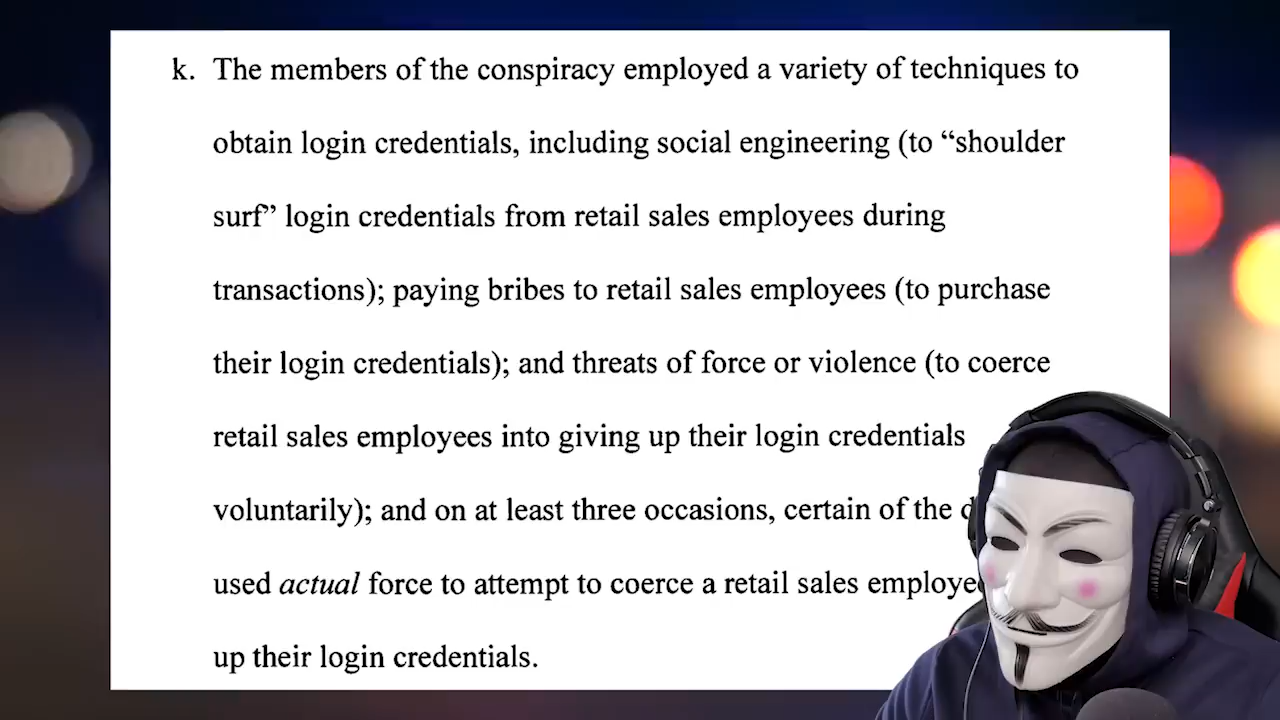 k. The members of the conspiracy employed a variety of techniques to
obtain login credentials, including social engineering (to “shoulder
surf” login credentials from retail sales employees during
transactions); paying bribes to retail sales employees (to purchase
their login credentials); and threats of force or violence (to coerce
retail sales employees into giving up their login credentials
voluntarily); and on at least three occasions, certain of the
used actual force to attempt to coerce a retail sales
up their login credentials.